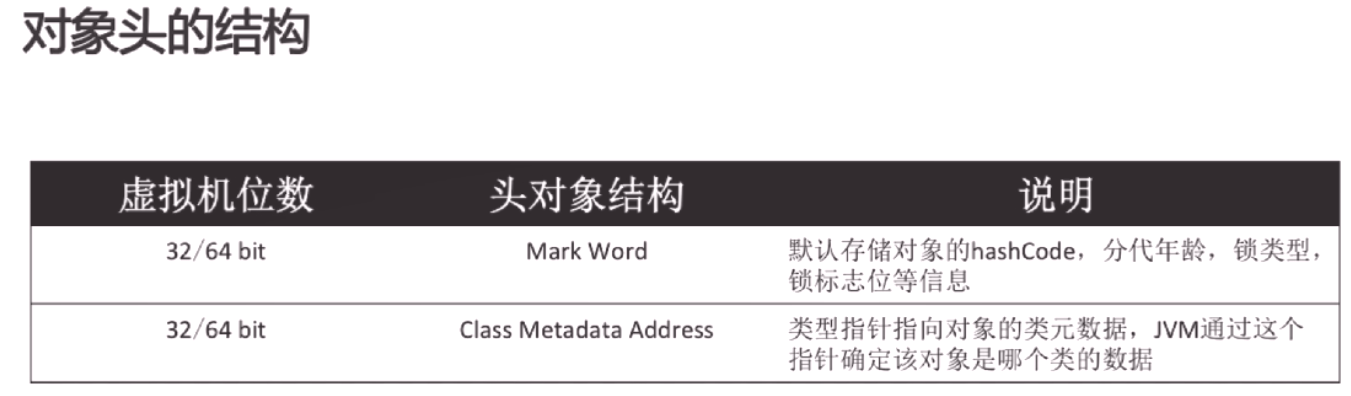 对象头的结构
虚拟机位数 头对象结构 说明
32/64 bit Mark Word 默认存储对象的hashCode，分代年龄，锁类型，
锁标志位等信息
32/64 bit Class Metadata Address 类型指针指向对象的类元数据，JVM通过这个
指针确定该对象是哪个类的数据